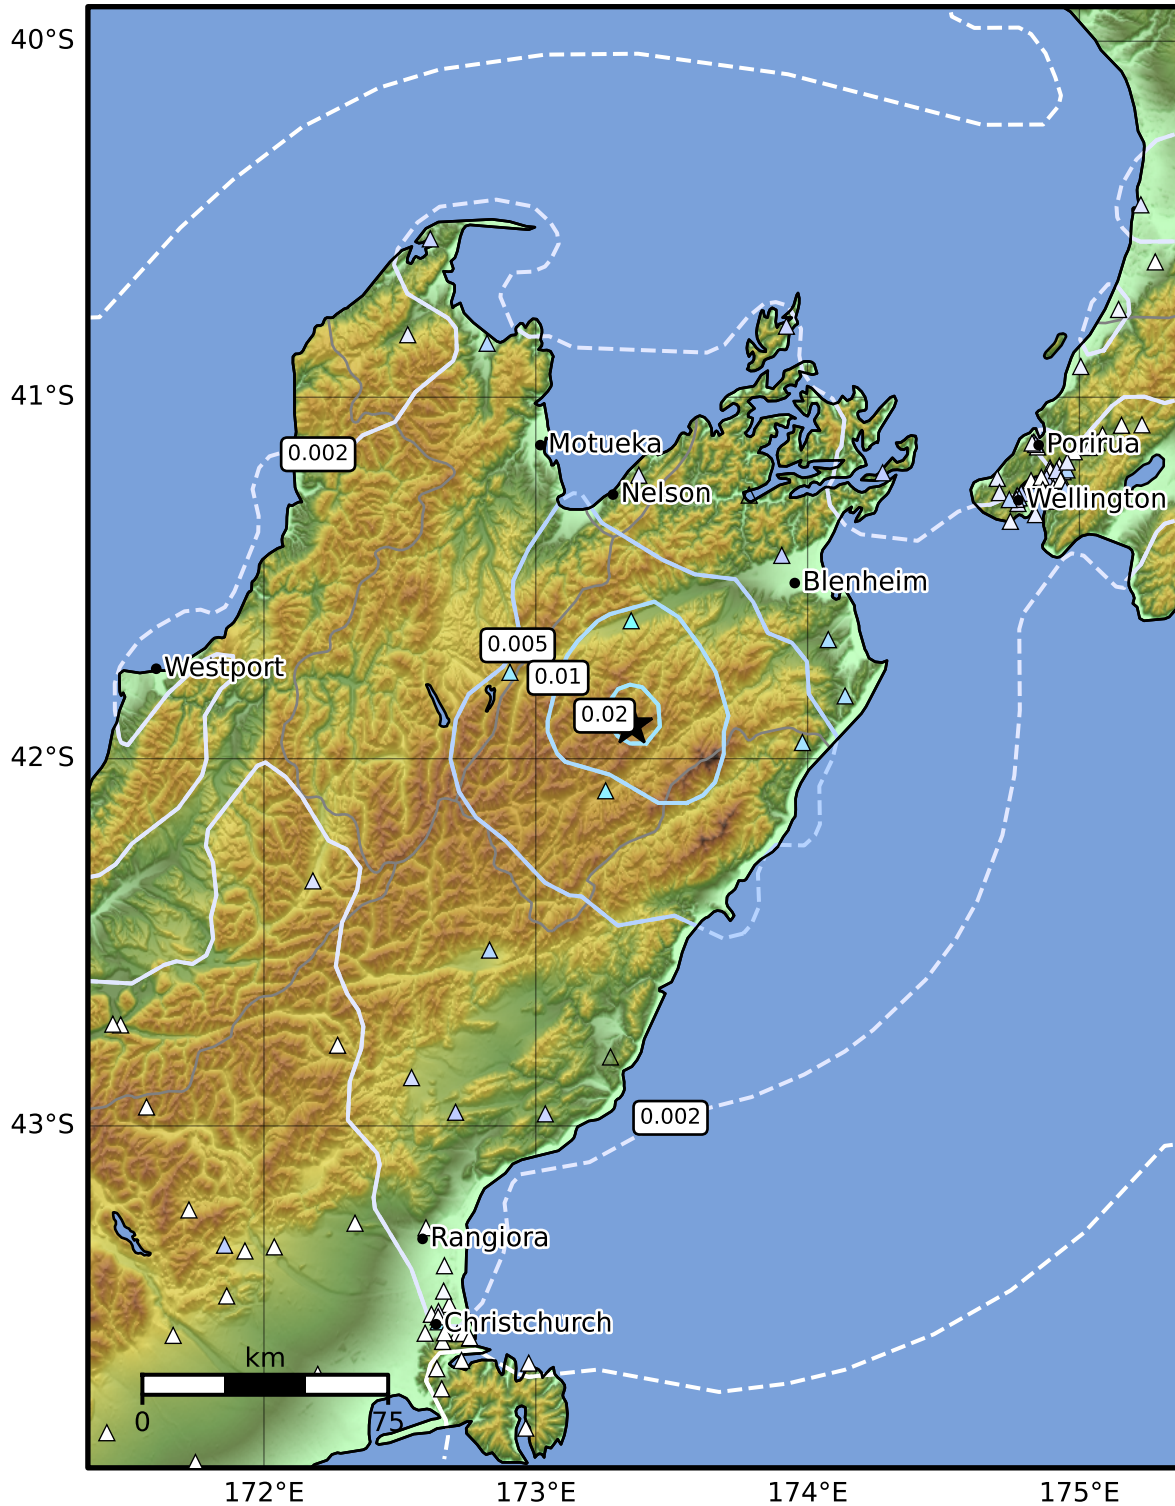 40°S
41°S
0.002
Motueka
Porirua
Nelson
Wellington
Blenheim
0.005
Westport
0.01
0.02
42°S
43°S
0.002
Rangiora
Christchurch
km
0
75
172°E
173°E
174°E
175°E